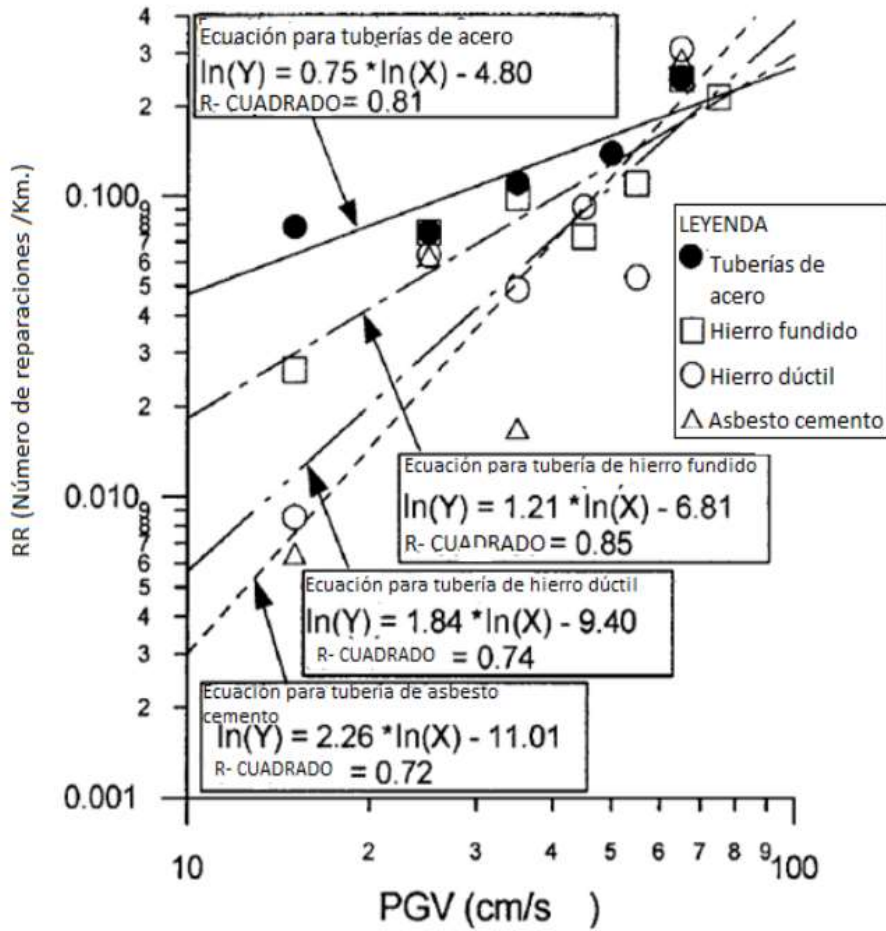 4
3
2
0.100
9
8
7
6
5
4
3
2
0.010
9
8
7
6
5
4
3
2
0.001
RR (Número de reparaciones /Km.)
Ecuación para tuberías de acero
ln(Y) = 0.75 *ln(X) - 4.80
R- CUADRADO = 0.81
LEYENDA
Tuberías de
acero
Hierro fundido
Hierro dúctil
Asbesto cemento
Ecuación para tubería de hierro fundido
ln(Y) = 1.21 *ln(X) - 6.81
R- CUADRADO = 0.85
Ecuación para tubería de hierro dúctil
ln(Y) = 1.84 *ln(X) - 9.40
R- CUADRADO = 0.74
Ecuación para tubería de asbesto
cemento
ln(Y) = 2.26 *ln(X) - 11.01
R- CUADRADO = 0.72
10 2 3 4 5 6 7 8 9 100
PGV (cm/s )